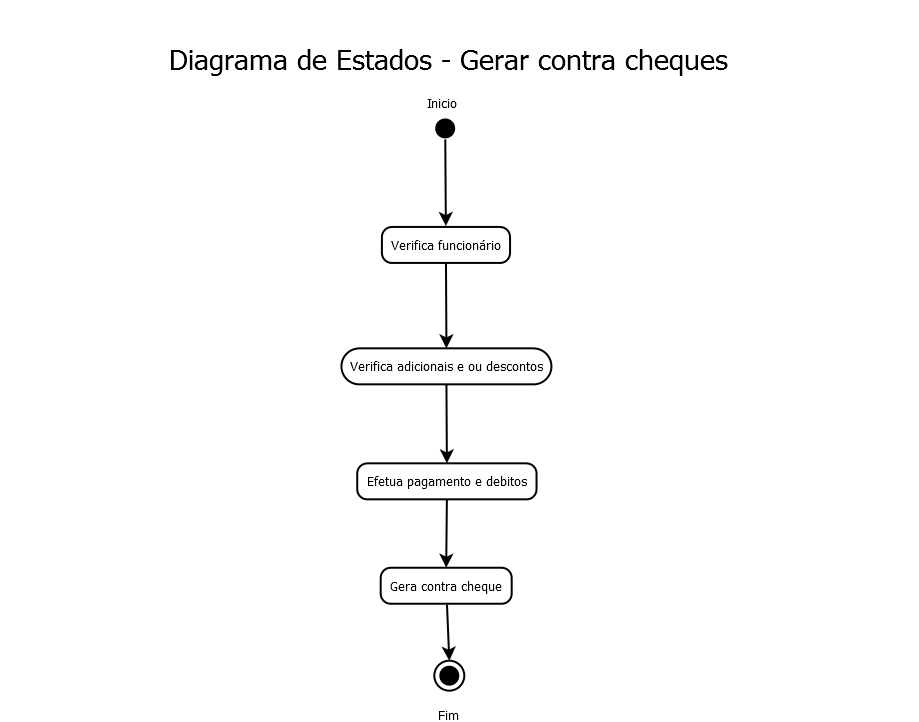 Diagrama de Estados - Gerar contra cheques
Inicio
Verifica funcionário
Verifica adicionais e ou descontos
Efetua pagamento e debitos
Gera contra cheque
Fim